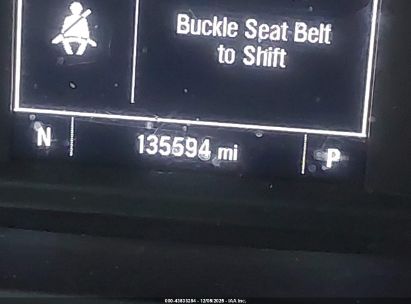 Buckle Seat Belt
to Shift
N 135594 mi P